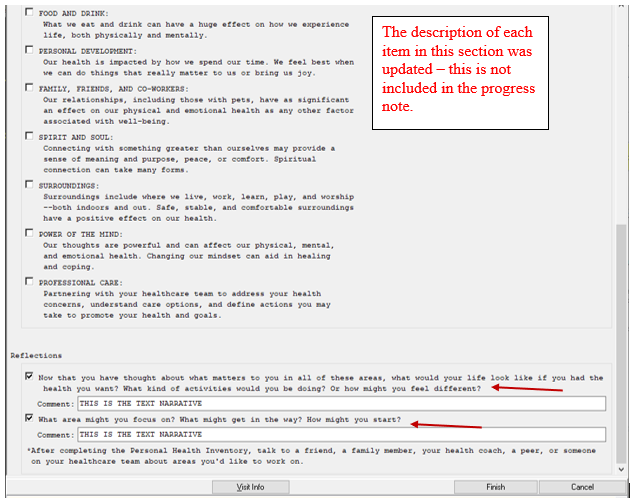 FOOD AND DRINK:
What we eat and drink can have a huge effect on how we experience
life, both physically and mentally.
PERSONAL DEVELOPMENT:
Our health is impacted by how we spend our time. We feel best when
we can do things that really matter to us or bring us joy.
FAMILY, FRIENDS, AND CO-WORKERS:
Our relationships, including those with pets, have as significant
an effect on our physical and emotional health as any other factor
associated with well-being.
SPIRIT AND SOUL:
Connecting with something greater than ourselves may provide a
sense of meaning and purpose, peace, or comfort. Spiritual
connection can take many forms.
SURROUNDINGS:
Surroundings include where we live, work, learn, play, and worship
--both indoors and out. Safe, stable, and comfortable surroundings
have a positive effect on our health.
POWER OF THE MIND:
Our thoughts are powerful and can affect our physical, mental,
and emotional health. Changing our mindset can aid in healing
and coping.
PROFESSIONAL CARE:
Partnering with your healthcare team to address your health
concerns, understand care options, and define actions you may
take to promote your health and goals.
The description of each
item in this section was
updated – this is not
included in the progress
note.
Reflections
Now that you have thought about what matters to you in all of these areas, what would your life look like if you had the
health you want? What kind of activities would you be doing? Or how might you feel different?
Comment: THIS IS THE TEXT NARRATIVE
What area might you focus on? What might get in the way? How might you start?
Comment: THIS IS THE TEXT NARRATIVE
*After completing the Personal Health Inventory, talk to a friend, a family member, your health coach, a peer, or someone
on your healthcare team about areas you'd like to work on.
Visit Info
Finish
Cancel